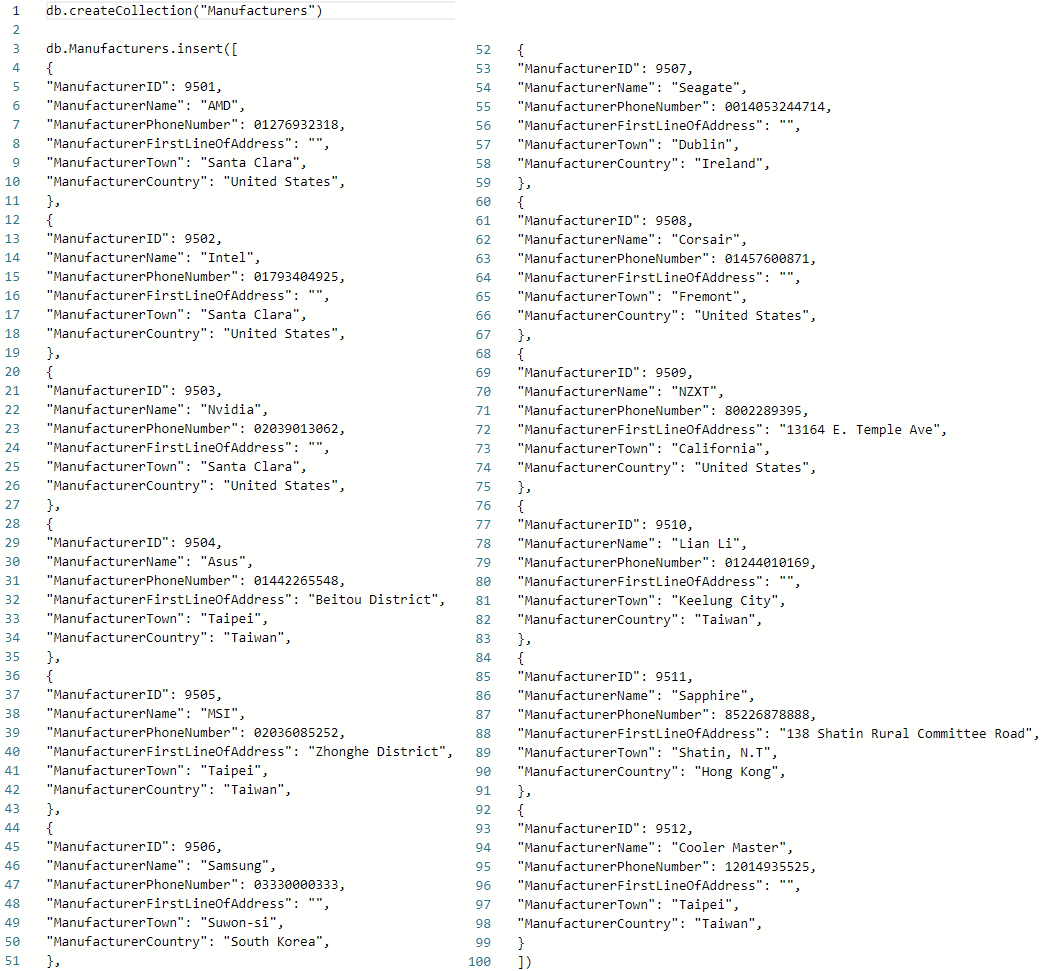 1 db.createCollection("Manufacturers")
2
3 db.Manufacturers.insert([
4 {
5 "ManufacturerID": 9501,
6 "ManufacturerName": "AMD",
7 "ManufacturerPhoneNumber": 01276932318,
8 "ManufacturerFirstLineOfAddress": "",
9 "ManufacturerTown": "Santa Clara",
10 "ManufacturerCountry": "United States",
11 },
12 {
13 "ManufacturerID": 9502,
14 "ManufacturerName": "Intel",
15 "ManufacturerPhoneNumber": 01793404925,
16 "ManufacturerFirstLineOfAddress": "",
17 "ManufacturerTown": "Santa Clara",
18 "ManufacturerCountry": "United States",
19 },
20 {
21 "ManufacturerID": 9503,
22 "ManufacturerName": "Nvidia",
23 "ManufacturerPhoneNumber": 02039013062,
24 "ManufacturerFirstLineOfAddress": "",
25 "ManufacturerTown": "Santa Clara",
26 "ManufacturerCountry": "United States",
27 },
28 {
29 "ManufacturerID": 9504,
30 "ManufacturerName": "Asus",
31 "ManufacturerPhoneNumber": 01442265548,
32 "ManufacturerFirstLineOfAddress": "Beitou District",
33 "ManufacturerTown": "Taipei",
34 "ManufacturerCountry": "Taiwan",
35 },
36 {
37 "ManufacturerID": 9505,
38 "ManufacturerName": "MSI",
39 "ManufacturerPhoneNumber": 02036085252,
40 "ManufacturerFirstLineOfAddress": "Zhonghe District",
41 "ManufacturerTown": "Taipei",
42 "ManufacturerCountry": "Taiwan",
43 },
44 {
45 "ManufacturerID": 9506,
46 "ManufacturerName": "Samsung",
47 "ManufacturerPhoneNumber": 03330000333,
48 "ManufacturerFirstLineOfAddress": "",
49 "ManufacturerTown": "Suwon-si",
50 "ManufacturerCountry": "South Korea",
51 },
52 {
53 "ManufacturerID": 9507,
54 "ManufacturerName": "Seagate",
55 "ManufacturerPhoneNumber": 0014053244714,
56 "ManufacturerFirstLineOfAddress": "",
57 "ManufacturerTown": "Dublin",
58 "ManufacturerCountry": "Ireland",
59 },
60 {
61 "ManufacturerID": 9508,
62 "ManufacturerName": "Corsair",
63 "ManufacturerPhoneNumber": 01457600871,
64 "ManufacturerFirstLineOfAddress": "",
65 "ManufacturerTown": "Fremont",
66 "ManufacturerCountry": "United States",
67 },
68 {
69 "ManufacturerID": 9509,
70 "ManufacturerName": "NZXT",
71 "ManufacturerPhoneNumber": 8002289395,
72 "ManufacturerFirstLineOfAddress": "13164 E. Temple Ave",
73 "ManufacturerTown": "California",
74 "ManufacturerCountry": "United States",
75 },
76 {
77 "ManufacturerID": 9510,
78 "ManufacturerName": "Lian Li",
79 "ManufacturerPhoneNumber": 01244010169,
80 "ManufacturerFirstLineOfAddress": "",
81 "ManufacturerTown": "Keelung City",
82 "ManufacturerCountry": "Taiwan",
83 },
84 {
85 "ManufacturerID": 9511,
86 "ManufacturerName": "Sapphire",
87 "ManufacturerPhoneNumber": 85226878888,
88 "ManufacturerFirstLineOfAddress": "138 Shatin Rural Committee Road",
89 "ManufacturerTown": "Shatin, N.T",
90 "ManufacturerCountry": "Hong Kong",
91 },
92 {
93 "ManufacturerID": 9512,
94 "ManufacturerName": "Cooler Master",
95 "ManufacturerPhoneNumber": 12014935525,
96 "ManufacturerFirstLineOfAddress": "",
97 "ManufacturerTown": "Taipei",
98 "ManufacturerCountry": "Taiwan",
99 }
100 ])